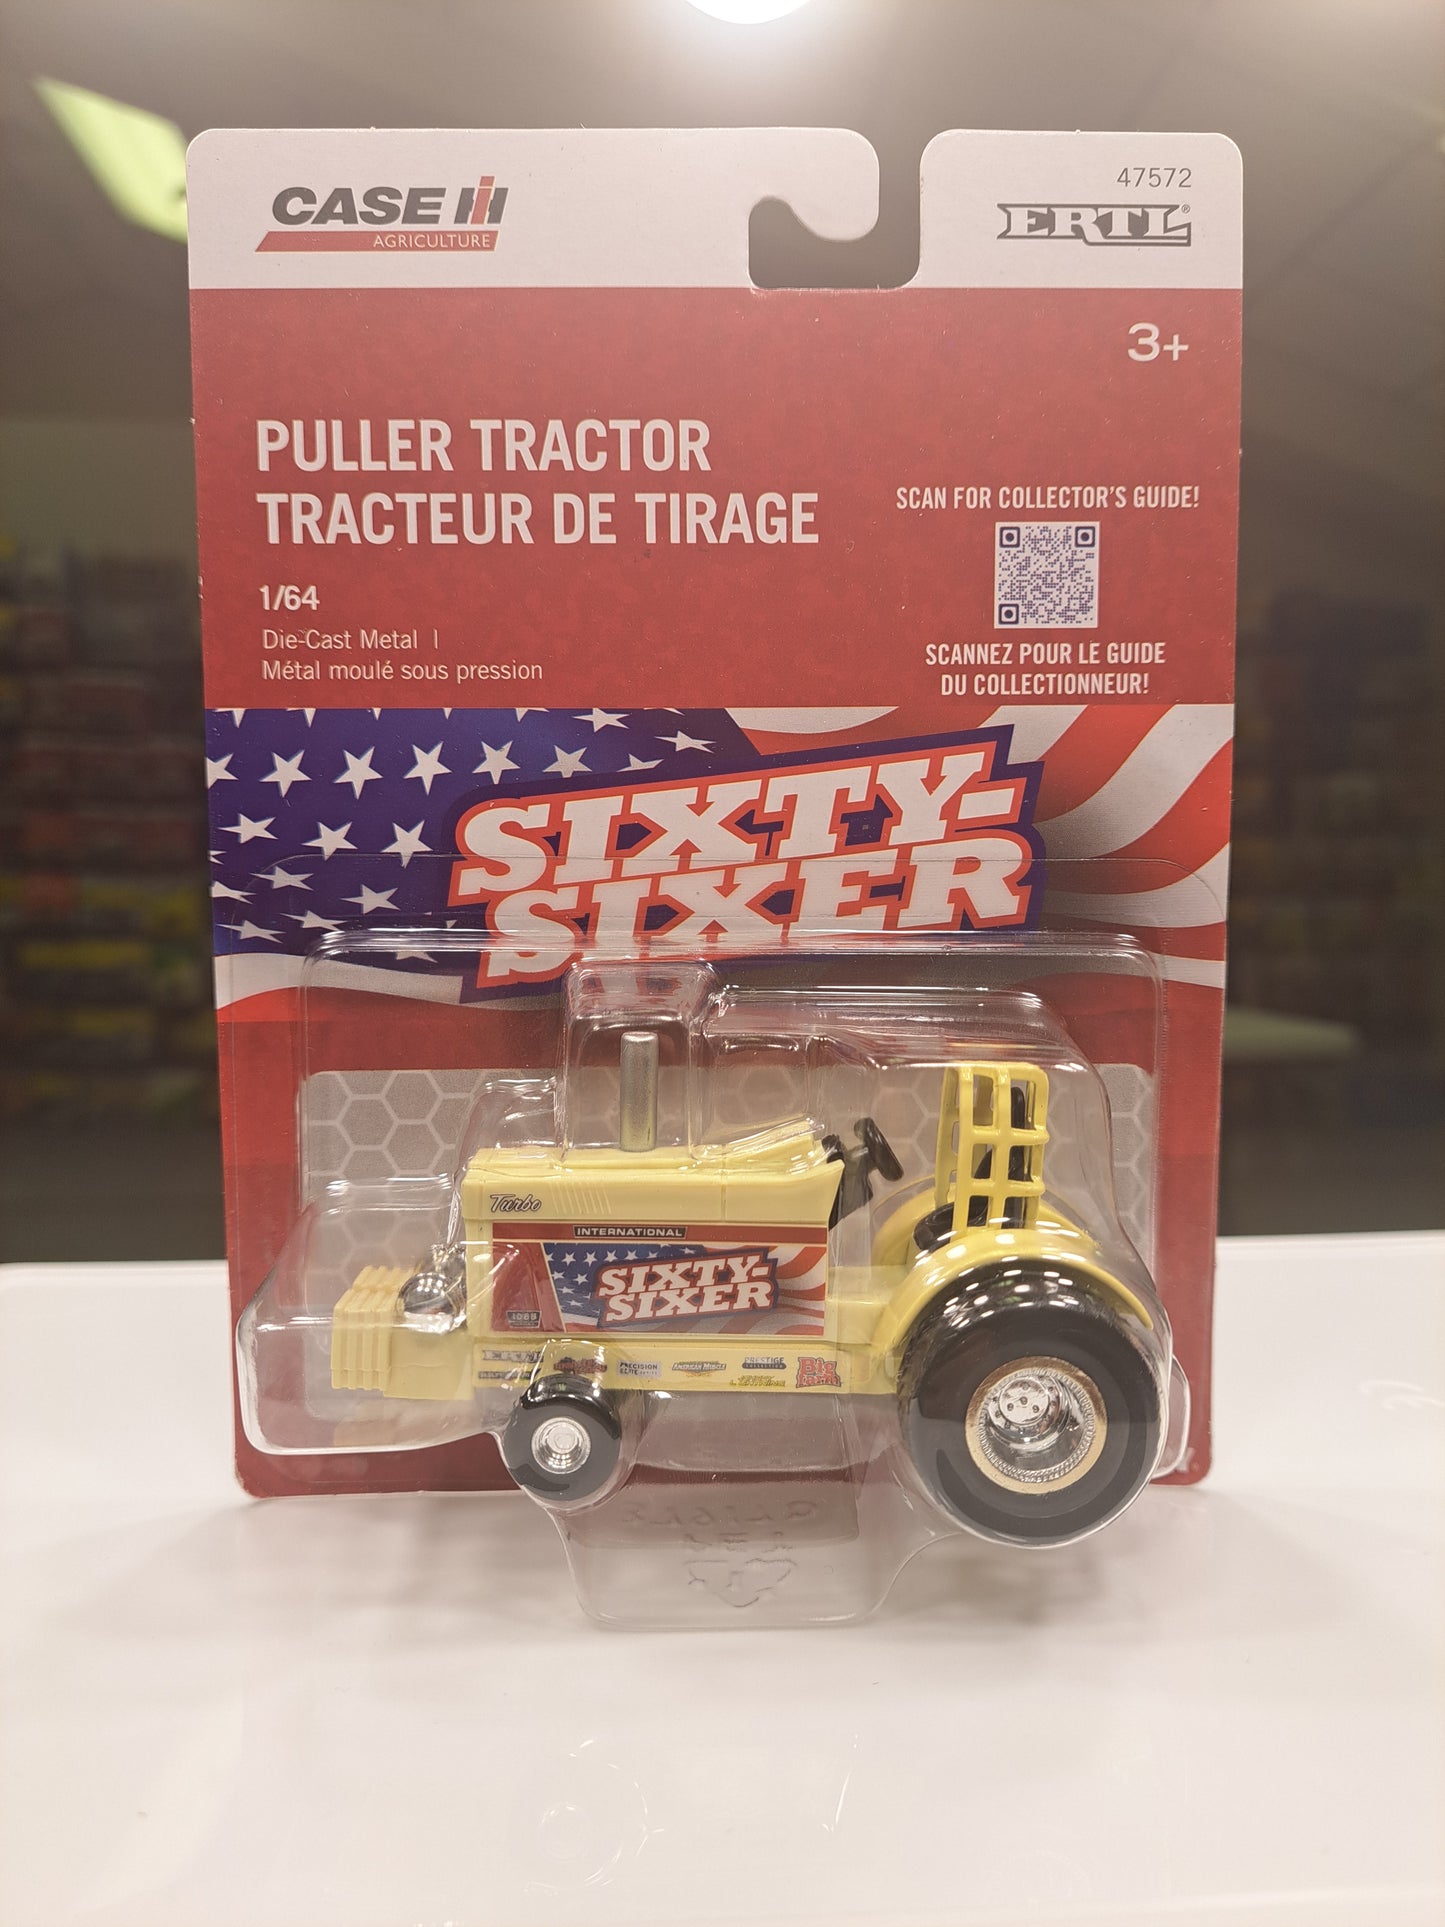 CASE IH
AGRICULTURE
47572
ERTL®
3+
PULLER TRACTOR
TRACTEUR DE TIRAGE
1/64
Die-Cast Metal |
Métal moulé sous pression
SCAN FOR COLLECTOR'S GUIDE!
SCANNEZ POUR LE GUIDE
DU COLLECTIONNEUR!
SIXTY-
SIXER
Turbo
INTERNATIONAL
SIXTY-
SIXER
ERTL
PRECISION
ELITE
AMERICAN MUSCLE
PRESTIGE
COLLECTION
Big
Farm